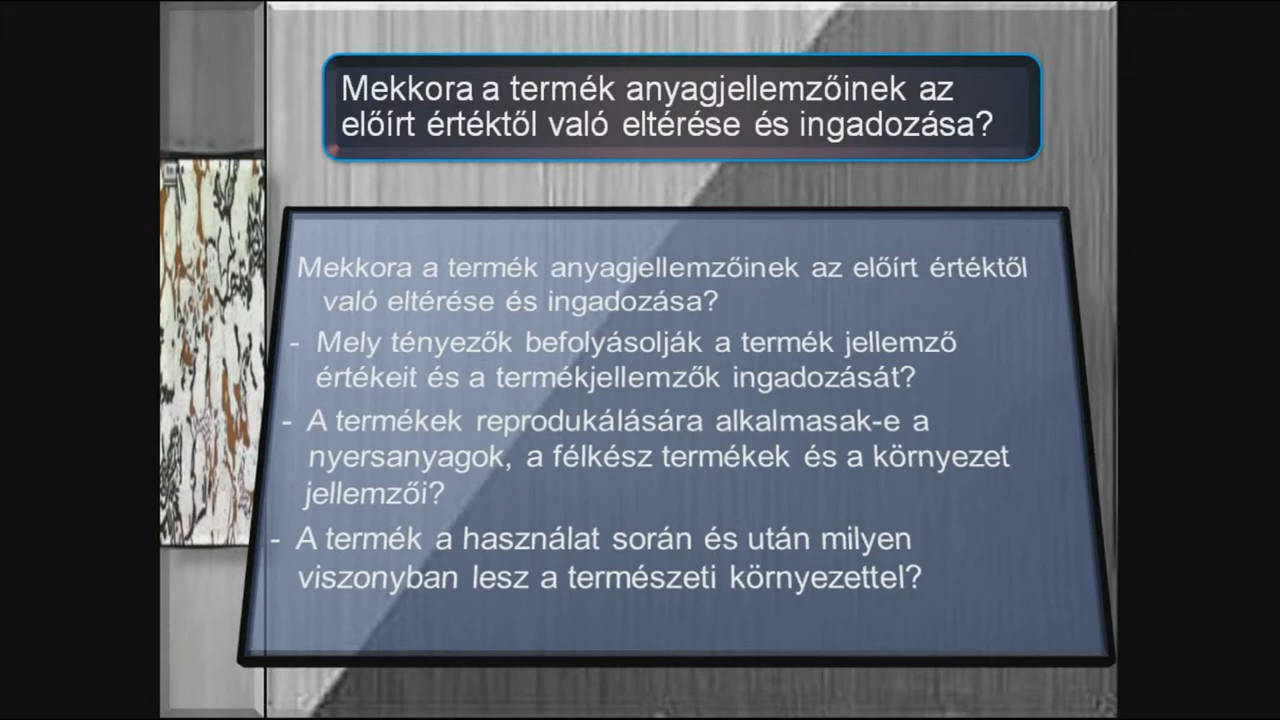 Mekkora a termék anyagjellemzőinek az
előírt értéktől való eltérése és ingadozása?
Mekkora a termék anyagjellemzőinek az előírt értéktől
való eltérése és ingadozása?
- Mely tényezők befolyásolják a termék jellemző
értékeit és a termékjellemzők ingadozását?
- A termékek reprodukálására alkalmasak-e a
nyersanyagok, a félkész termékek és a környezet
jellemzői?
- A termék a használat során és után milyen
viszonyban lesz a természeti környezettel?